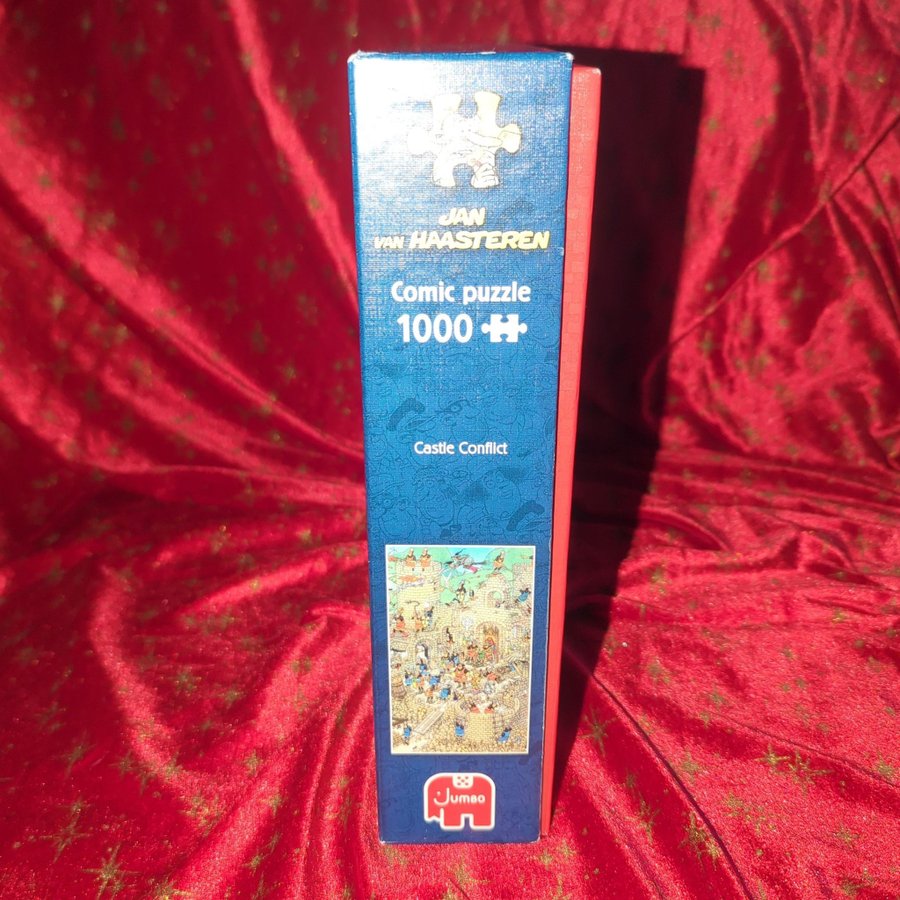 JAN
VAN HAASTEREN
Comic puzzle
1000
Castle Conflict
Jumbo